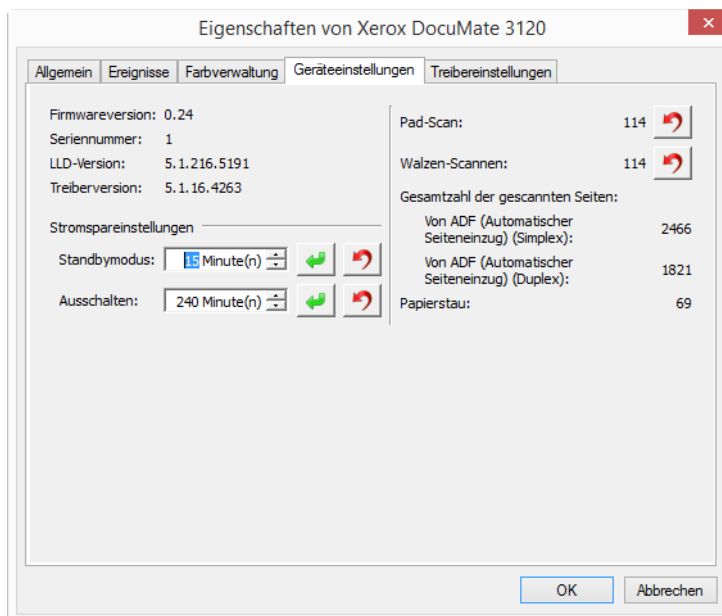 Eigenschaften von Xerox DocuMate 3120
Allgemein Ereignisse Farbverwaltung Geräteeinstellungen Treibereinstellungen
Firmwareversion: 0.24
Seriennummer: 1
LLD-Version: 5.1.216.5191
Treiberversion: 5.1.16.4263
Stromspareinstellungen
Standbymodus: 15 Minute(n)
Ausschalten: 240 Minute(n)
Pad-Scan: 114
Walzen-Scannen: 114
Gesamtzahl der gescannten Seiten:
Von ADF (Automatischer
Seiteneinzug) (Simplex): 2466
Von ADF (Automatischer
Seiteneinzug) (Duplex): 1821
Papierstau: 69
OK Abbrechen